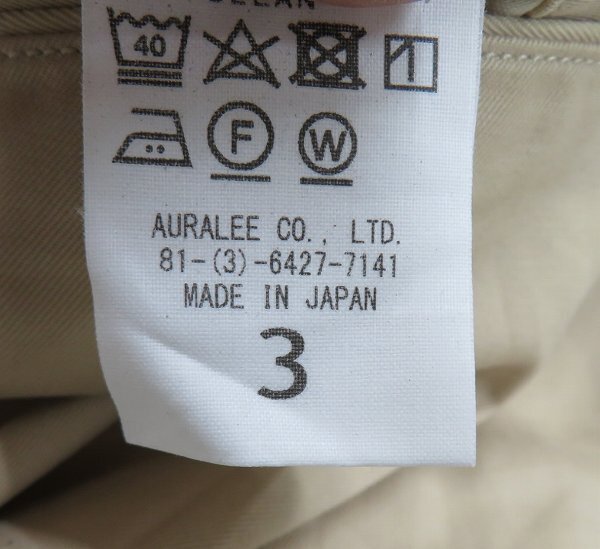 40
F W
AURALEE CO., LTD.
81-(3)-6427-7141
MADE IN JAPAN
3